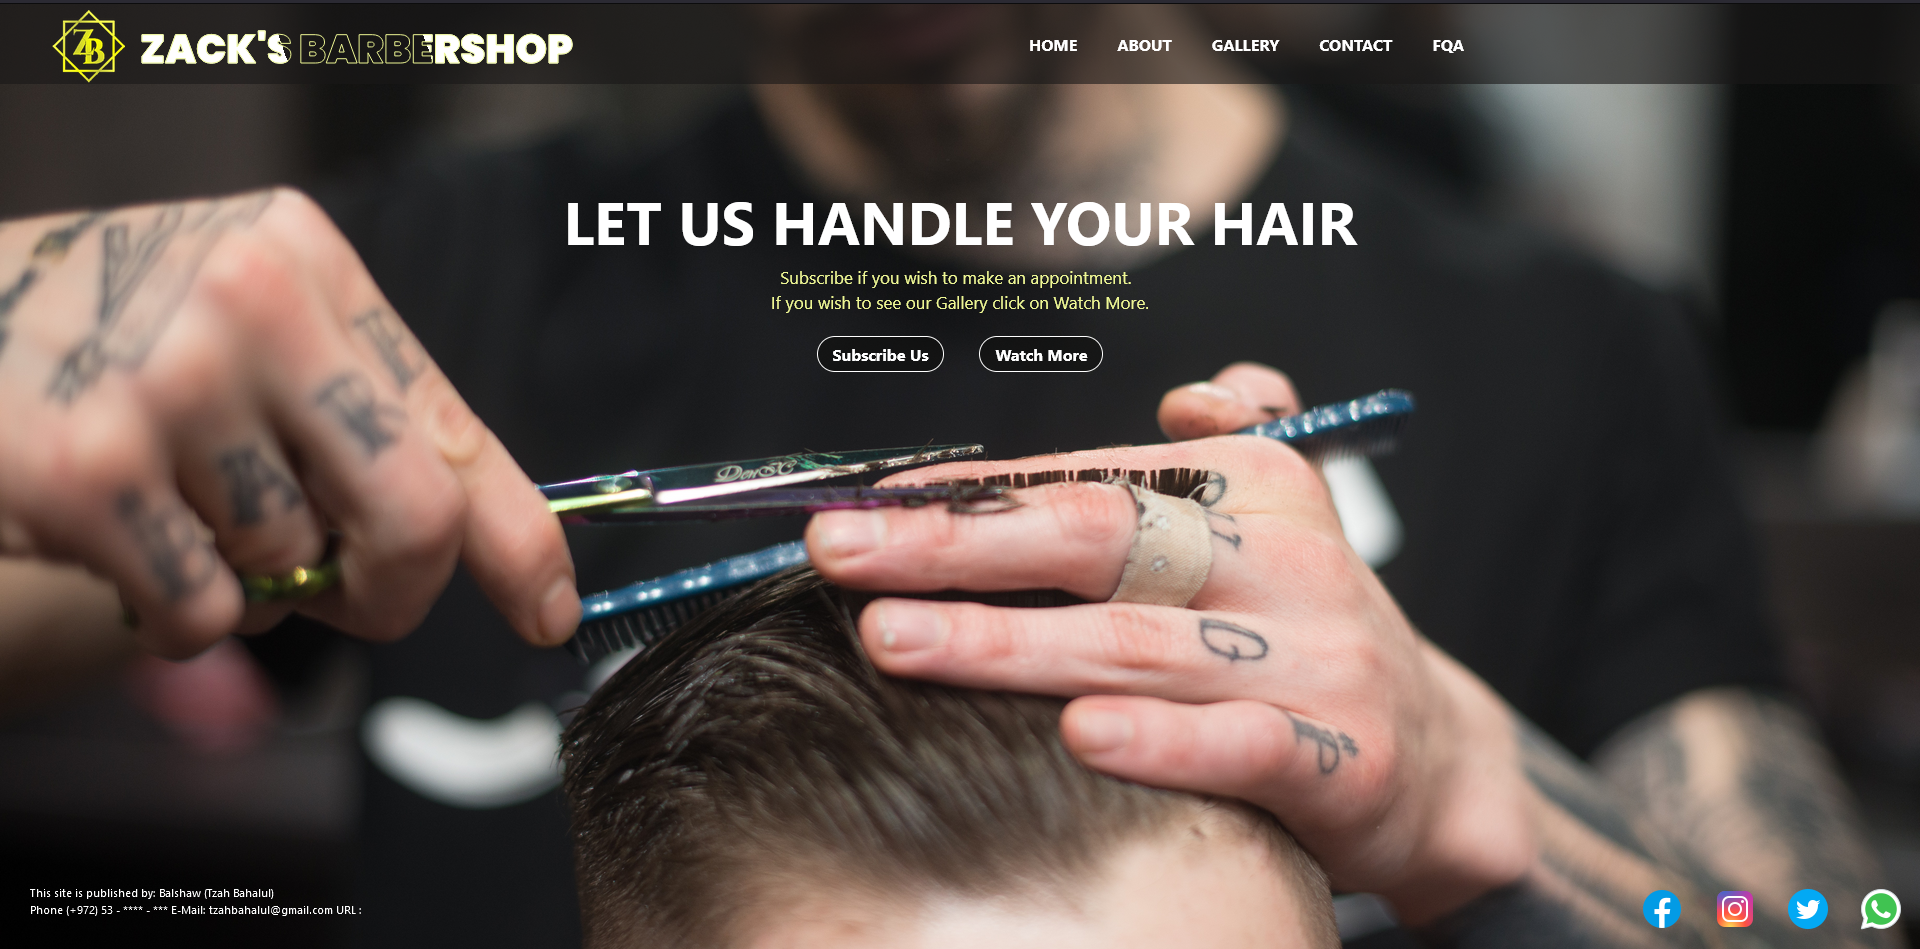 ZB ZACK'S BARBERSHOP
HOME ABOUT GALLERY CONTACT FQA
LET US HANDLE YOUR HAIR
Subscribe if you wish to make an appointment.
If you wish to see our Gallery click on Watch More.
Subscribe Us Watch More
This site is published by: Balshaw (Tzah Bahalul)
Phone (+972) 53 - **** - *** E-Mail: tzahbahalul@gmail.com URL :